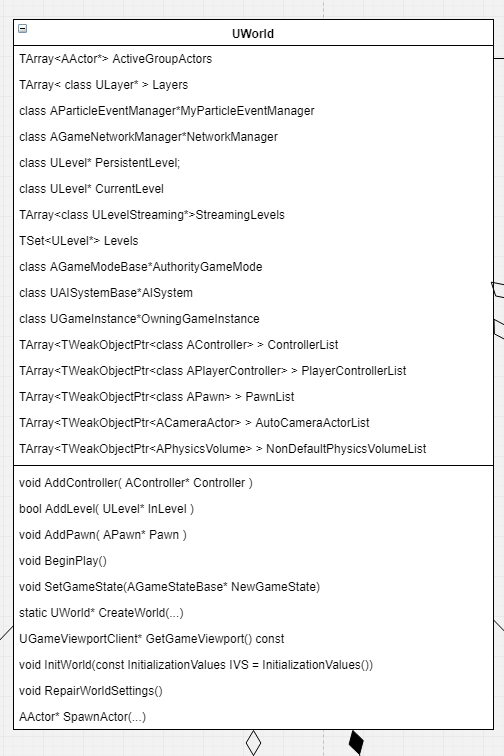 UWorld
TArray<AActor*> ActiveGroupActors
TArray< class ULayer* > Layers
class AParticleEventManager*MyParticleEventManager
class AGameNetworkManager*NetworkManager
class ULevel* PersistentLevel;
class ULevel* CurrentLevel
TArray<class ULevelStreaming*>StreamingLevels
TSet<ULevel*> Levels
class AGameModeBase*AuthorityGameMode
class UAISystemBase*AISystem
class UGameInstance*OwningGameInstance
TArray<TWeakObjectPtr<class AController> > ControllerList
TArray<TWeakObjectPtr<class APlayerController> > PlayerControllerList
TArray<TWeakObjectPtr<class APawn> > PawnList
TArray<TWeakObjectPtr<ACameraActor> > AutoCameraActorList
TArray<TWeakObjectPtr<APhysicsVolume> > NonDefaultPhysicsVolumeList
void AddController( AController* Controller )
bool AddLevel( ULevel* InLevel )
void AddPawn( APawn* Pawn )
void BeginPlay()
void SetGameState(AGameStateBase* NewGameState)
static UWorld* CreateWorld(...)
UGameViewportClient* GetGameViewport() const
void InitWorld(const InitializationValues IVS = InitializationValues())
void RepairWorldSettings()
AActor* SpawnActor(...)